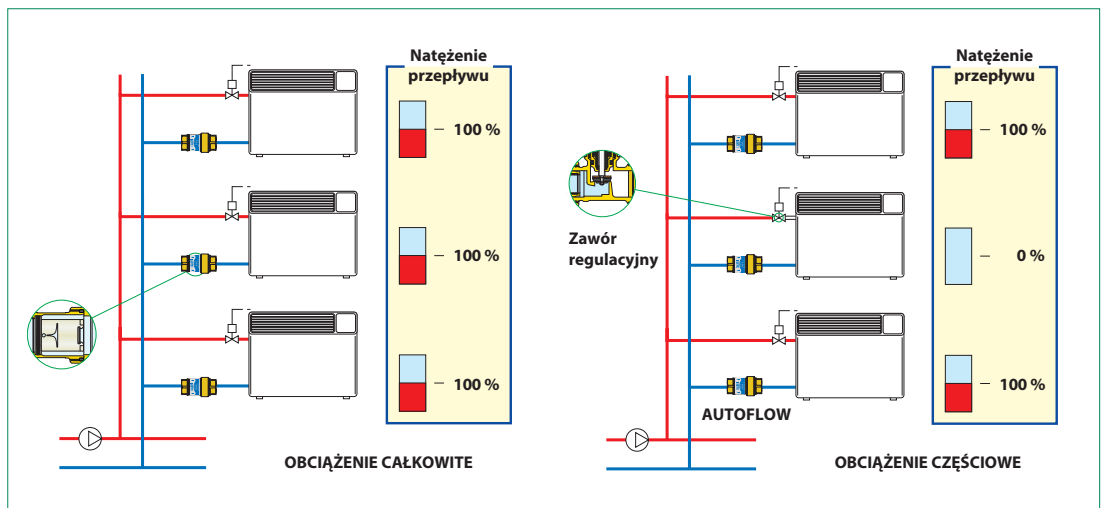 Natężenie
przepływu
100 %
100 %
100 %
OBCIĄŻENIE CAŁKOWITE
Natężenie
przepływu
100 %
0 %
100 %
Zawór
regulacyjny
AUTOFLOW
OBCIĄŻENIE CZĘŚCIOWE